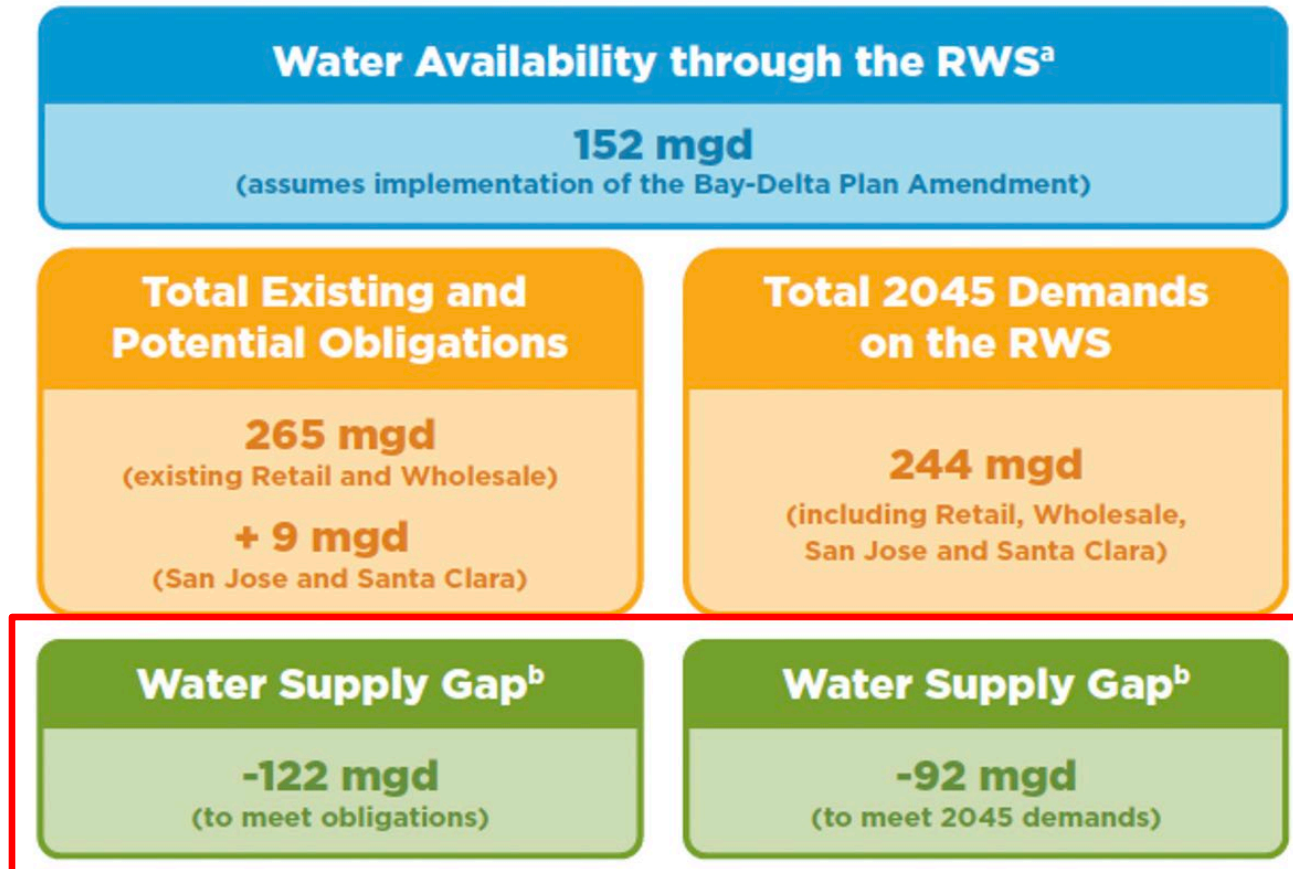 Water Availability through the RWSᵃ
152 mgd
(assumes implementation of the Bay-Delta Plan Amendment)
Total Existing and
Potential Obligations
265 mgd
(existing Retail and Wholesale)
+ 9 mgd
(San Jose and Santa Clara)
Total 2045 Demands
on the RWS
244 mgd
(including Retail, Wholesale,
San Jose and Santa Clara)
Water Supply Gapᵇ
-122 mgd
(to meet obligations)
Water Supply Gapᵇ
-92 mgd
(to meet 2045 demands)